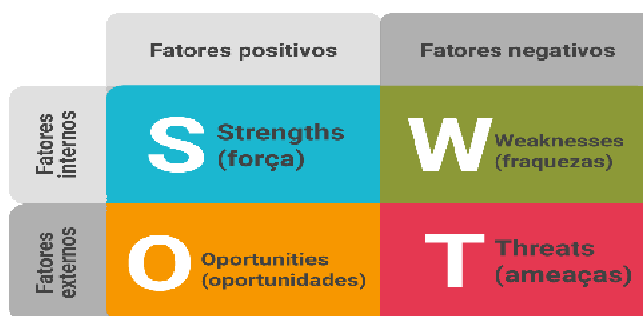 Fatores positivos
Fatores negativos
Fatores
internos
S
Strengths
(força)
W
Weaknesses
(fraquezas)
Fatores
externos
O
Oportunities
(oportunidades)
T
Threats
(ameaças)